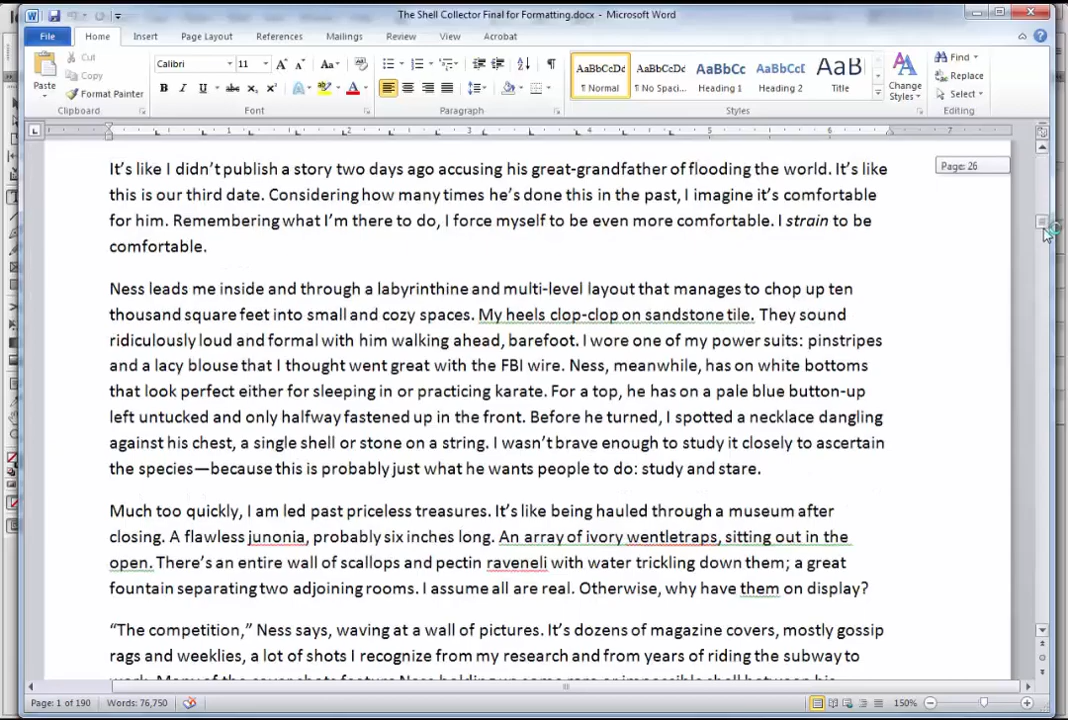 The Shell Collector Final for Formatting.docx - Microsoft Word
File Home Insert Page Layout References Mailings Review View Acrobat
Cut
Copy
Paste
Format Painter
Clipboard
Calibri 11
Font
Paragraph
AaBbCcDc AaBbCcDc AaBbCc AaBbCcD AaB
¶ Normal ¶ No Spaci... Heading 1 Heading 2 Title
Change Styles
Styles
Find
Replace
Select
Editing
1 2 3 4 5 6 7
Page: 26
It’s like I didn’t publish a story two days ago accusing his great-grandfather of flooding the world. It’s like
this is our third date. Considering how many times he’s done this in the past, I imagine it’s comfortable
for him. Remembering what I’m there to do, I force myself to be even more comfortable. I strain to be
comfortable.
Ness leads me inside and through a labyrinthine and multi-level layout that manages to chop up ten
thousand square feet into small and cozy spaces. My heels clop-clop on sandstone tile. They sound
ridiculously loud and formal with him walking ahead, barefoot. I wore one of my power suits: pinstripes
and a lacy blouse that I thought went great with the FBI wire. Ness, meanwhile, has on white bottoms
that look perfect either for sleeping in or practicing karate. For a top, he has on a pale blue button-up
left untucked and only halfway fastened up in the front. Before he turned, I spotted a necklace dangling
against his chest, a single shell or stone on a string. I wasn’t brave enough to study it closely to ascertain
the species—because this is probably just what he wants people to do: study and stare.
Much too quickly, I am led past priceless treasures. It’s like being hauled through a museum after
closing. A flawless junonia, probably six inches long. An array of ivory wentletraps, sitting out in the
open. There’s an entire wall of scallops and pectin raveneli with water trickling down them; a great
fountain separating two adjoining rooms. I assume all are real. Otherwise, why have them on display?
“The competition,” Ness says, waving at a wall of pictures. It’s dozens of magazine covers, mostly gossip
rags and weeklies, a lot of shots I recognize from my research and from years of riding the subway to
Page: 1 of 190 Words: 76,750 150%